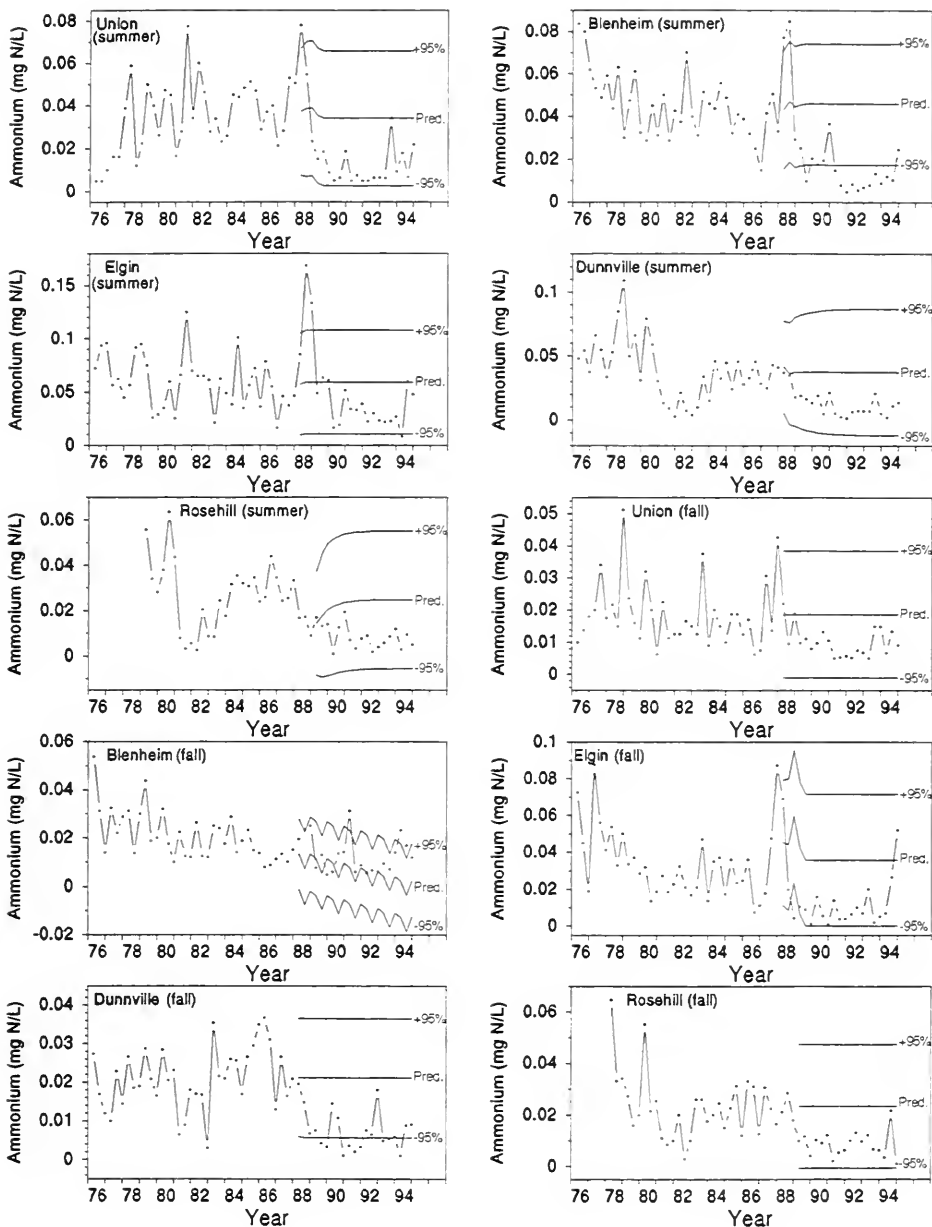 Union
(summer)
Ammonium (mg N/L)
0.08
0.06
0.04
0.02
0
+95%
Pred.
-95%
76 78 80 82 84 86 88 90 92 94
Year
Blenheim (summer)
Ammonium (mg N/L)
0.08
0.06
0.04
0.02
0
+95%
Pred.
-95%
76 78 80 82 84 86 88 90 92 94
Year
Elgin
(summer)
Ammonium (mg N/L)
0.15
0.1
0.05
0
+95%
Pred.
-95%
76 78 80 82 84 86 88 90 92 94
Year
Dunnville (summer)
Ammonium (mg N/L)
0.1
0.05
0
+95%
Pred.
-95%
76 78 80 82 84 86 88 90 92 94
Year
Rosehill (summer)
Ammonium (mg N/L)
0.06
0.04
0.02
0
+95%
Pred.
-95%
76 78 80 82 84 86 88 90 92 94
Year
Union (fall)
Ammonium (mg N/L)
0.05
0.04
0.03
0.02
0.01
0
+95%
Pred.
-95%
76 78 80 82 84 86 88 90 92 94
Year
Blenheim (fall)
Ammonium (mg N/L)
0.06
0.04
0.02
0
-0.02
+95%
Pred.
-95%
76 78 80 82 84 86 88 90 92 94
Year
Elgin (fall)
Ammonium (mg N/L)
0.1
0.08
0.06
0.04
0.02
0
+95%
Pred.
-95%
76 78 80 82 84 86 88 90 92 94
Year
Dunnville (fall)
Ammonium (mg N/L)
0.04
0.03
0.02
0.01
0
+95%
Pred.
-95%
76 78 80 82 84 86 88 90 92 94
Year
Rosehill (fall)
Ammonium (mg N/L)
0.06
0.04
0.02
0
+95%
Pred.
-95%
76 78 80 82 84 86 88 90 92 94
Year